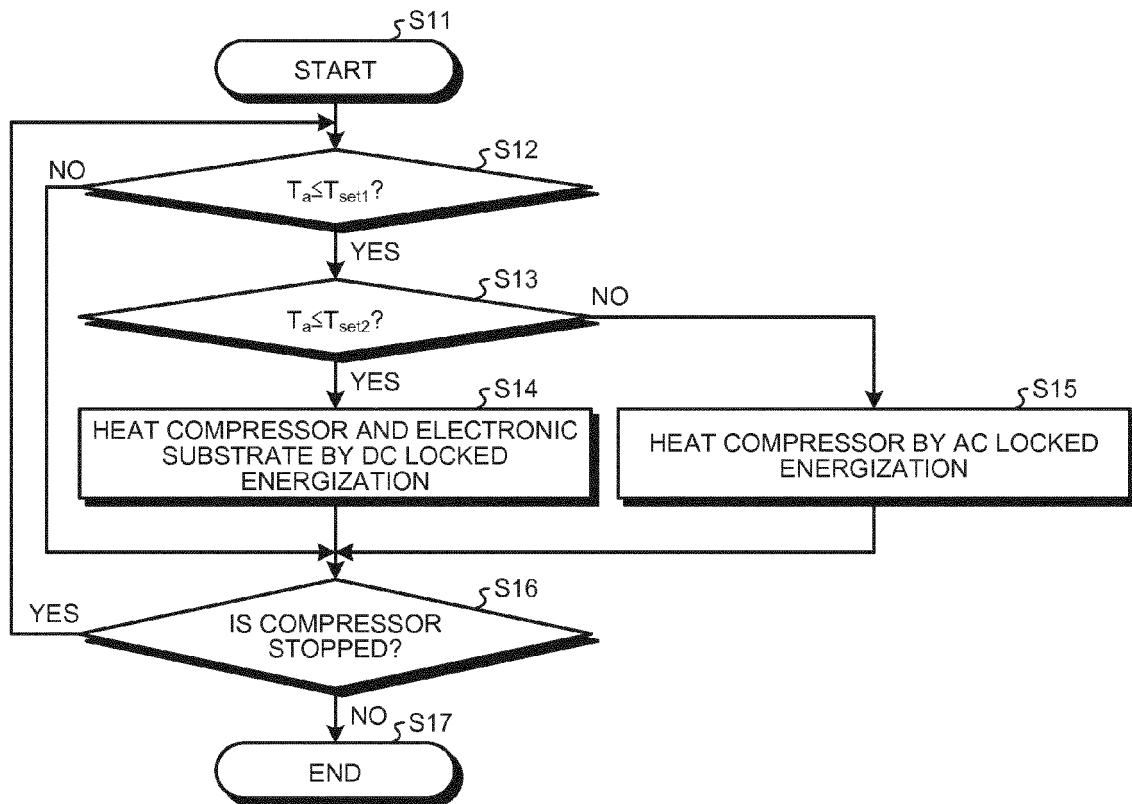 S11
START
S12
NO
Ta≤Tset1?
YES
S13
NO
Ta≤Tset2?
YES
S14
S15
HEAT COMPRESSOR AND ELECTRONIC
SUBSTRATE BY DC LOCKED
ENERGIZATION
HEAT COMPRESSOR BY AC LOCKED
ENERGIZATION
S16
YES
IS COMPRESSOR
STOPPED?
NO
S17
END